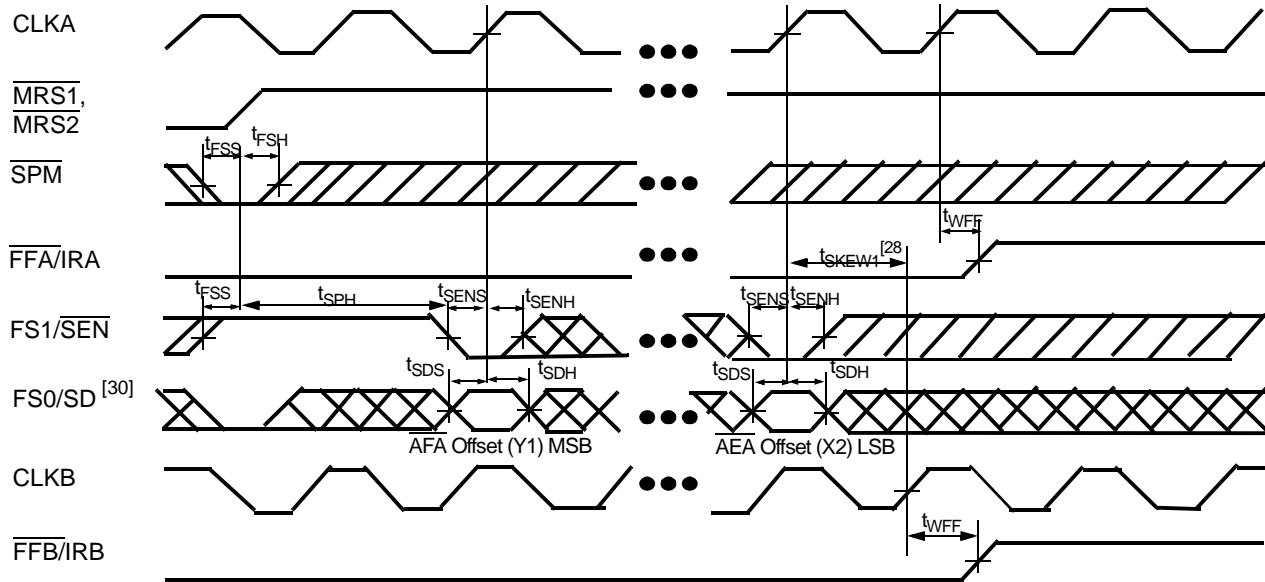 CLKA
MRS1,
MRS2
tFSS tFSH
SPM
tWFF
FFA/IRA
tSKEW1[28
tFSS tSPH tSENS tSENH tSENS tSENH
FS1/SEN
tSDS tSDH tSDS tSDH
FS0/SD [30]
AFA Offset (Y1) MSB AEA Offset (X2) LSB
CLKB
tWFF
FFB/IRB